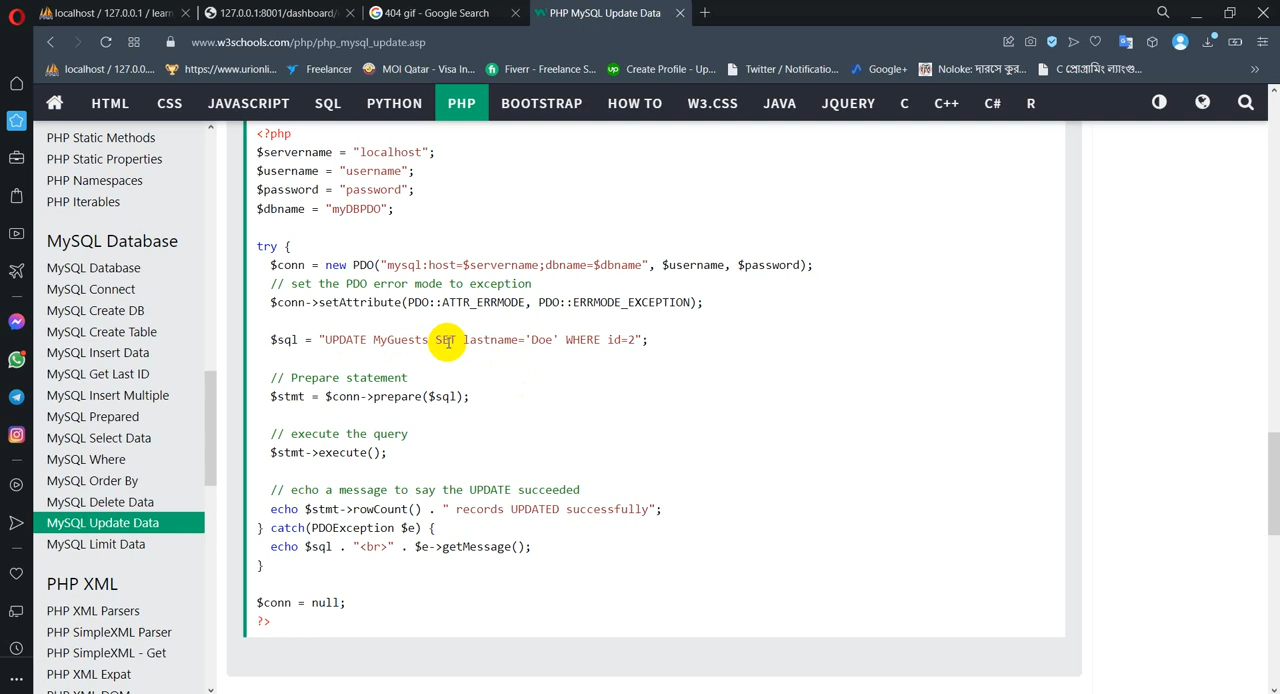 localhost / 127.0.0.1 / learn
127.0.0.1:8001/dashboard/
404 gif - Google Search
PHP MySQL Update Data
www.w3schools.com/php/php_mysql_update.asp
localhost / 127.0.0....
https://www.urionli...
Freelancer
MOI Qatar - Visa In...
Fiverr - Freelance S...
Create Profile - Up...
Twitter / Notificatio...
Google+
Noloke: দারসে কুর...
C প্রোগ্রামিং ল্যাংগু...
HTML CSS JAVASCRIPT SQL PYTHON PHP BOOTSTRAP HOW TO W3.CSS JAVA JQUERY C C++ C# R
PHP Static Methods
PHP Static Properties
PHP Namespaces
PHP Iterables
MySQL Database
MySQL Database
MySQL Connect
MySQL Create DB
MySQL Create Table
MySQL Insert Data
MySQL Get Last ID
MySQL Insert Multiple
MySQL Prepared
MySQL Select Data
MySQL Where
MySQL Order By
MySQL Delete Data
MySQL Update Data
MySQL Limit Data
PHP XML
PHP XML Parsers
PHP SimpleXML Parser
PHP SimpleXML - Get
PHP XML Expat
PHP XML DOM
<?php
$servername = "localhost";
$username = "username";
$password = "password";
$dbname = "myDBPDO";
try {
$conn = new PDO("mysql:host=$servername;dbname=$dbname", $username, $password);
// set the PDO error mode to exception
$conn->setAttribute(PDO::ATTR_ERRMODE, PDO::ERRMODE_EXCEPTION);
$sql = "UPDATE MyGuests SET lastname='Doe' WHERE id=2";
// Prepare statement
$stmt = $conn->prepare($sql);
// execute the query
$stmt->execute();
// echo a message to say the UPDATE succeeded
echo $stmt->rowCount() . " records UPDATED successfully";
} catch(PDOException $e) {
echo $sql . "<br>" . $e->getMessage();
}
$conn = null;
?>